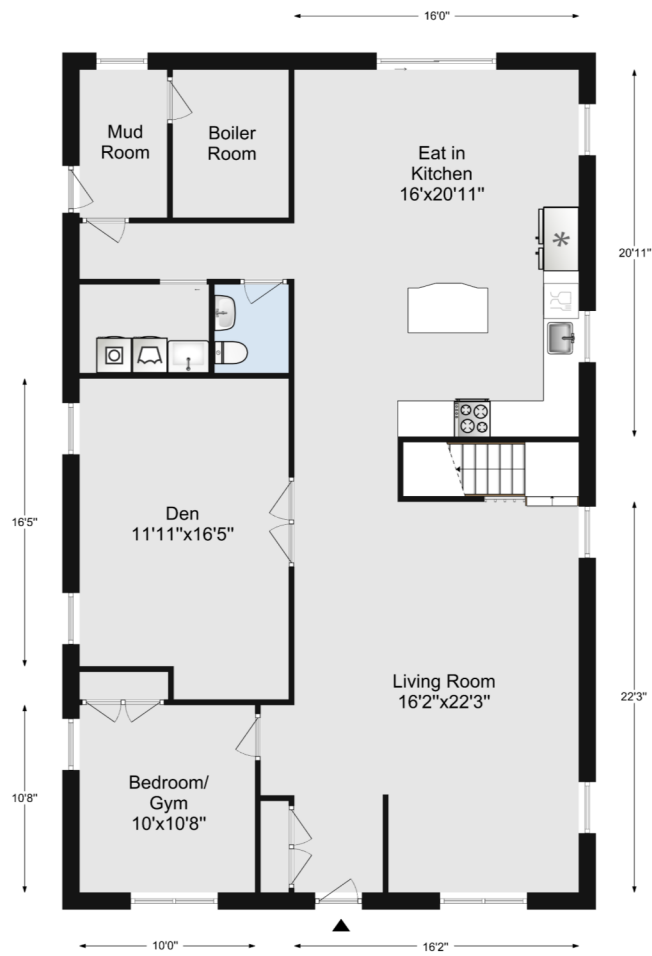 16'0"
Mud
Room
Boiler
Room
Eat in
Kitchen
16'x20'11"
20'11"
16'5"
Den
11'11"x16'5"
Living Room
16'2"x22'3"
22'3"
10'8"
Bedroom/
Gym
10'x10'8"
10'0"
16'2"